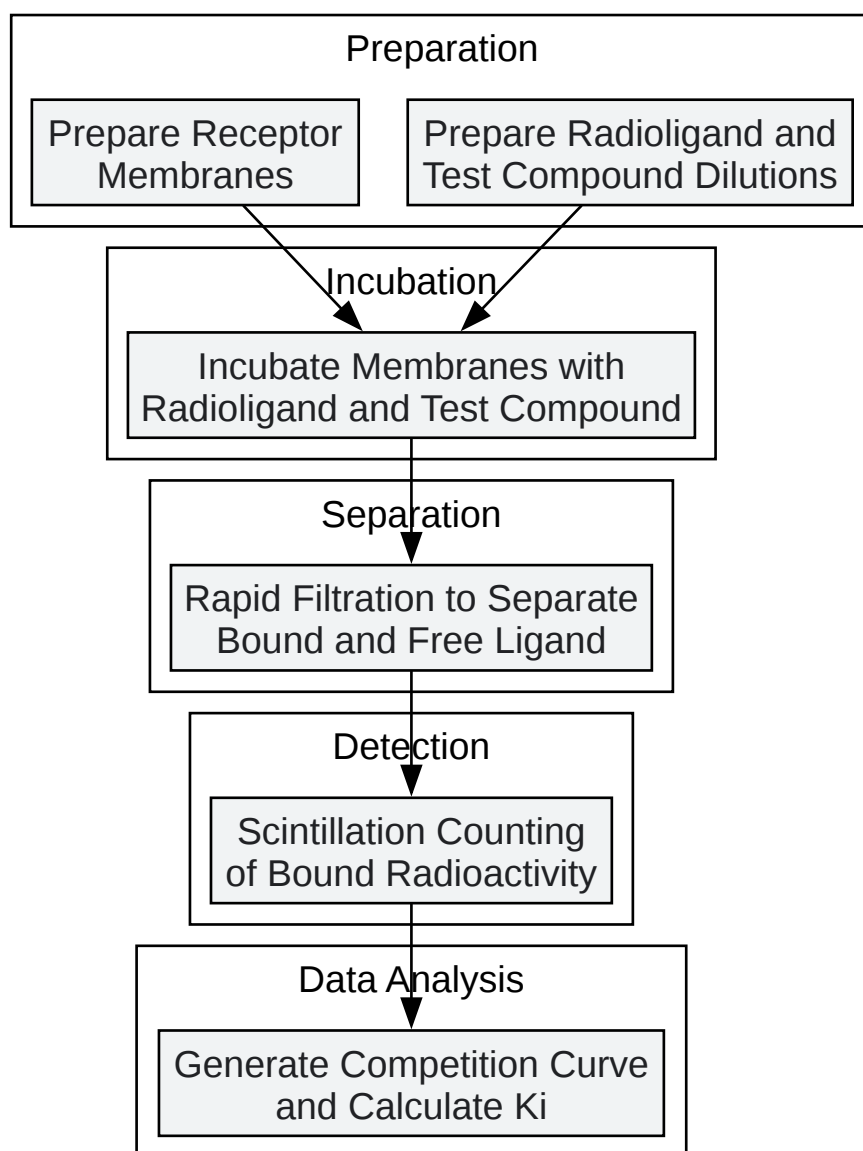 Preparation
Prepare Receptor
Membranes
Prepare Radioligand and
Test Compound Dilutions
Incubation
Incubate Membranes with
Radioligand and Test Compound
Separation
Rapid Filtration to Separate
Bound and Free Ligand
Detection
Scintillation Counting
of Bound Radioactivity
Data Analysis
Generate Competition Curve
and Calculate Ki